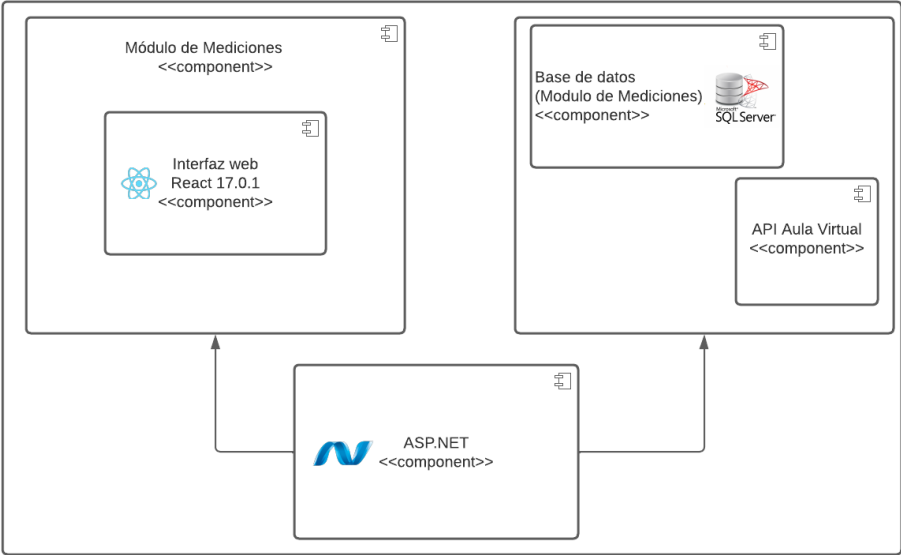 Módulo de Mediciones
<<component>>
Interfaz web
React 17.0.1
<<component>>
Base de datos
(Modulo de Mediciones)
<<component>>
Microsoft
SQL Server
API Aula Virtual
<<component>>
ASP.NET
<<component>>